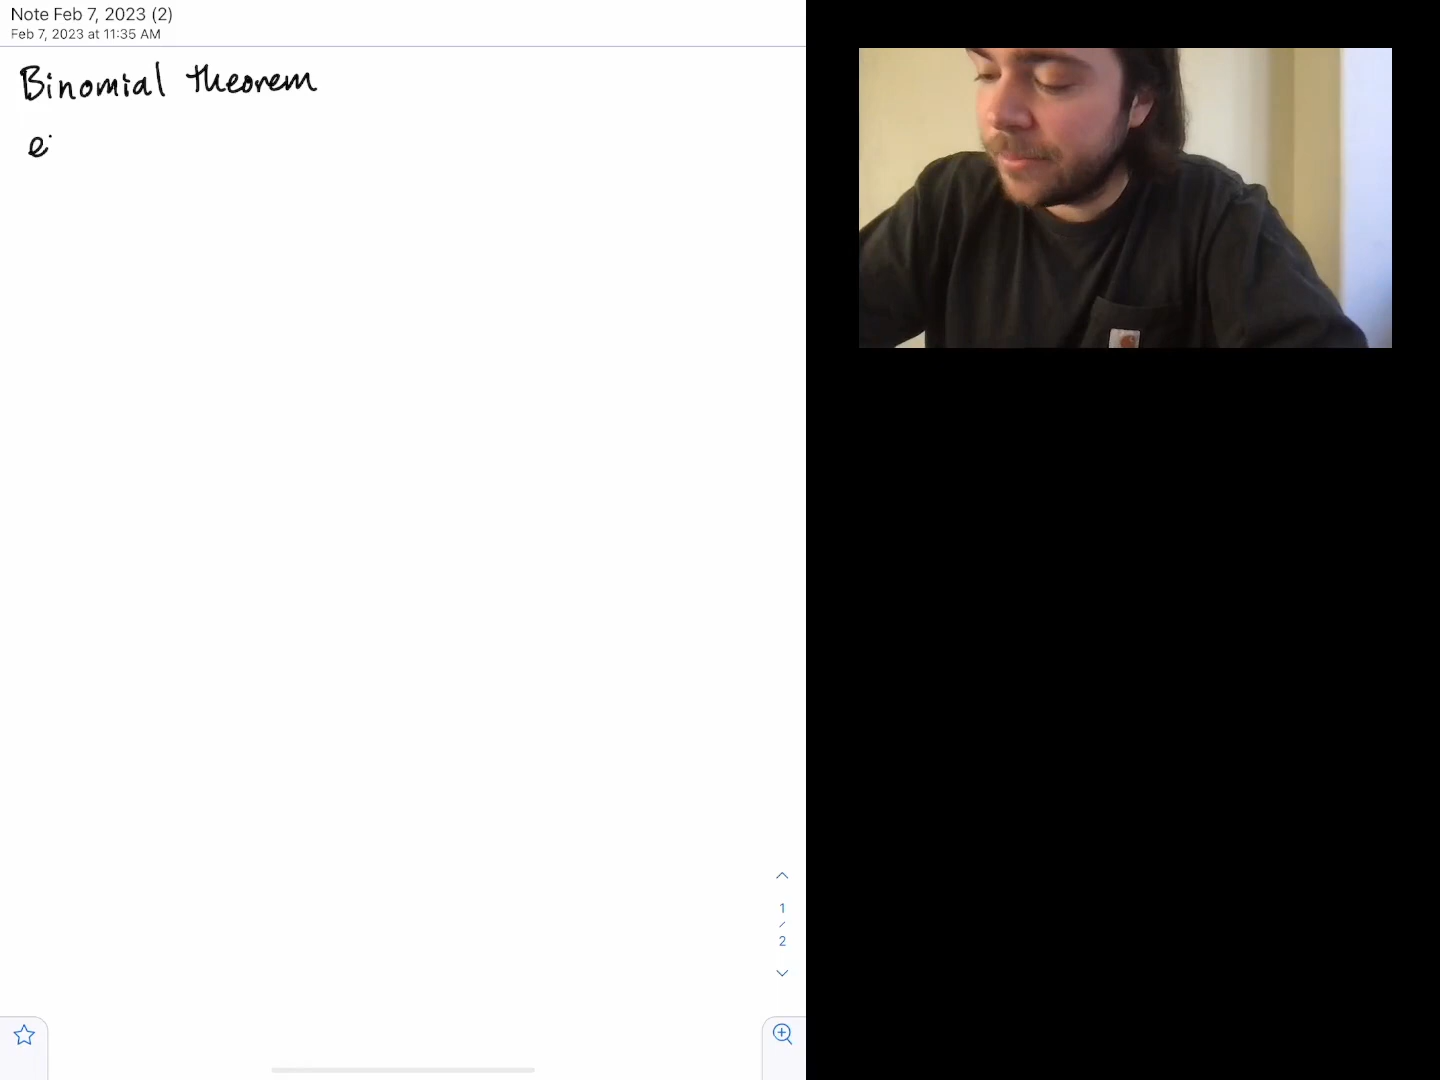 Note Feb 7, 2023 (2)
Feb 7, 2023 at 11:35 AM
Binomial theorem
e
1
/
2